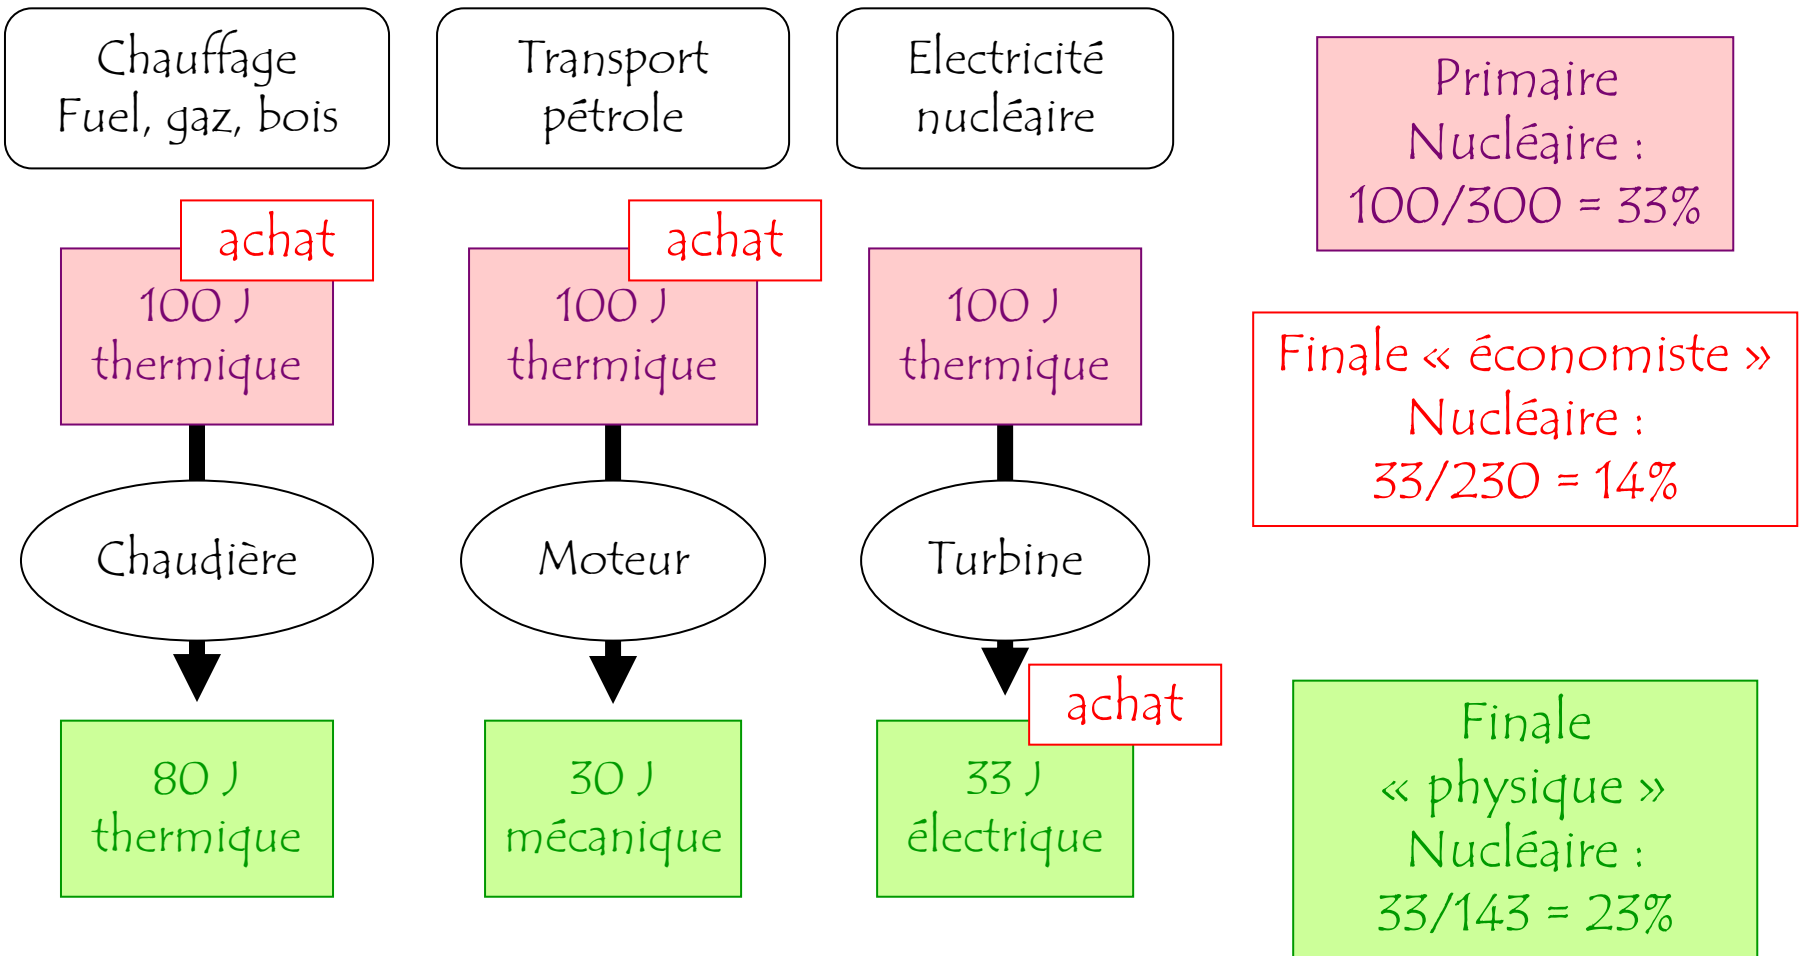 Chauffage
Fuel, gaz, bois
Transport
pétrole
Electricité
nucléaire
Primaire
Nucléaire :
100/300 = 33%
achat
100 J
thermique
achat
100 J
thermique
100 J
thermique
Finale « économiste »
Nucléaire :
33/230 = 14%
Chaudière
Moteur
Turbine
80 J
thermique
30 J
mécanique
achat
33 J
électrique
Finale
« physique »
Nucléaire :
33/143 = 23%